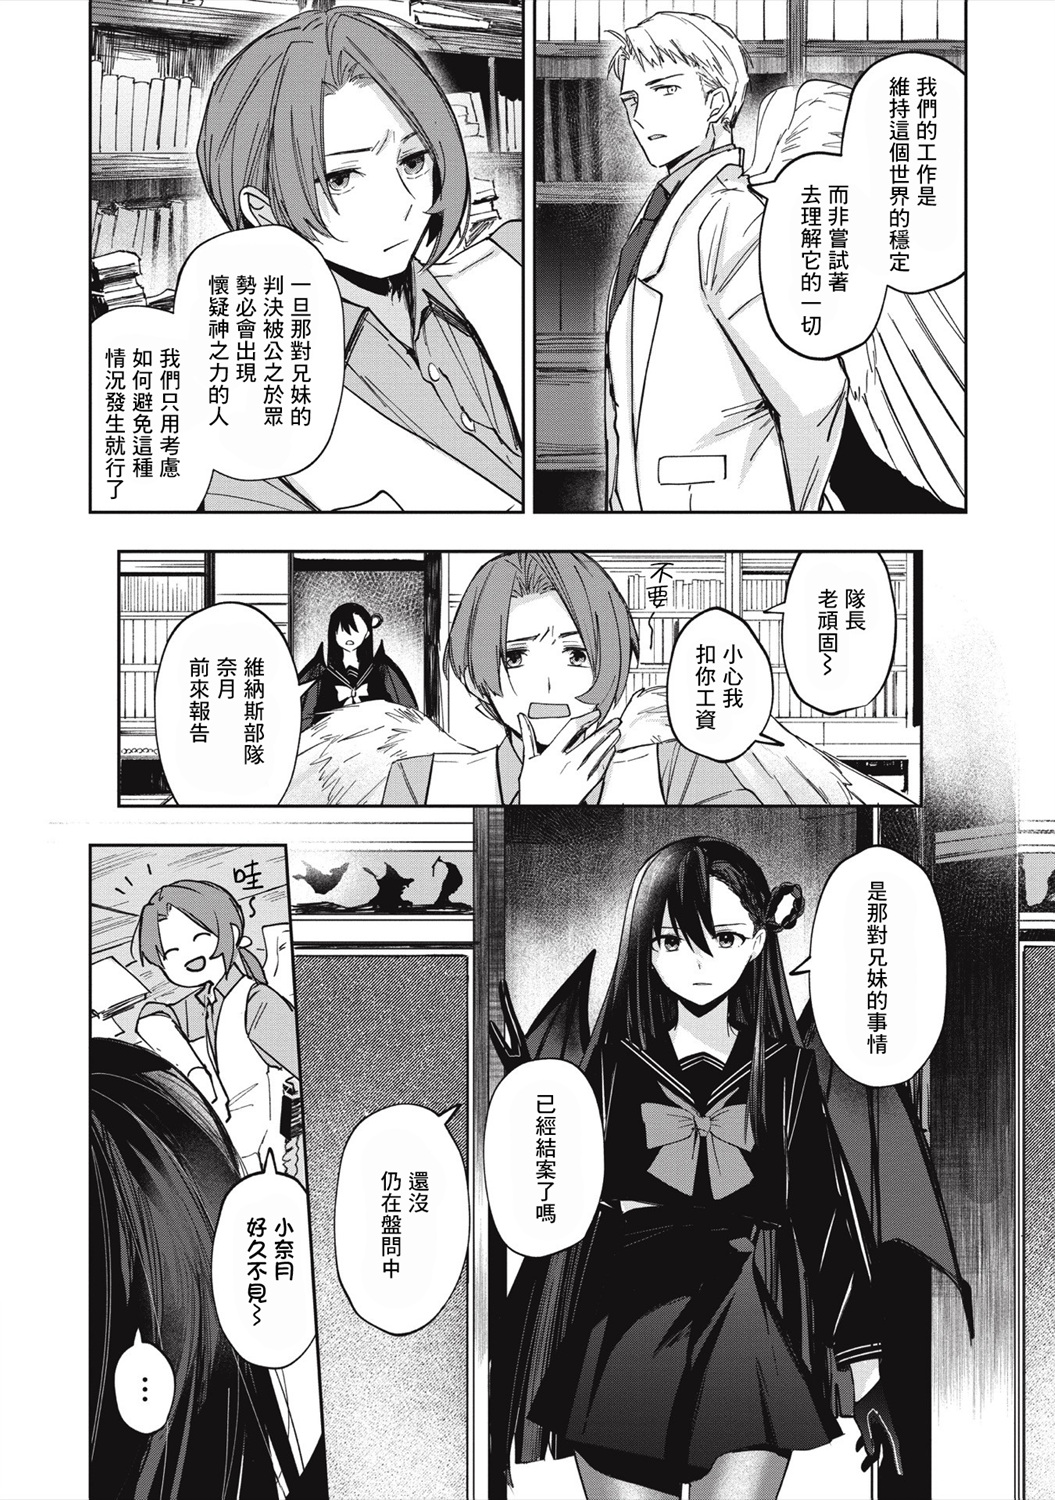 我們的工作是
維持這個世界的穩定
而非嘗試著
去理解它的一切
一旦那對兄妹的
判決被公之於眾
勢必會出現
懷疑神之力的人
我們只用考慮
如何避免這種
情況發生就行了
隊長
老頑固~
小心我
扣你工資
不要~
維納斯部隊
奈月
前來報告
是那對兄妹的事情
已經結案了嗎
還沒
仍在盤問中
哇~
小奈月
好久不見~
…